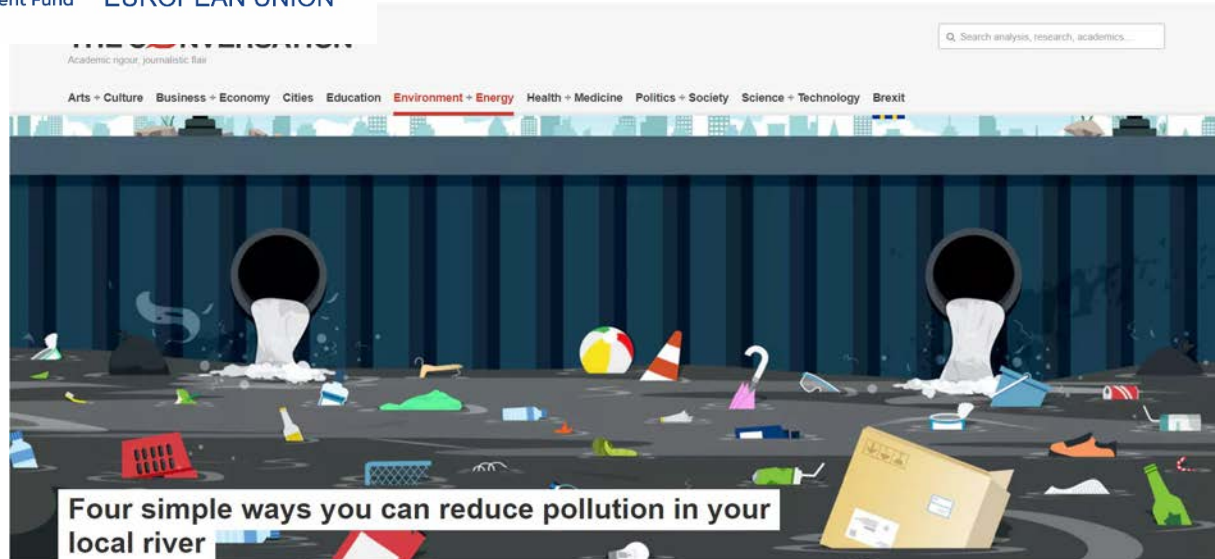 ent Fund EUROPEAN UNION
THE CONVERSATION
Academic rigour, journalistic flair
Search analysis, research, academics...
Arts + Culture Business + Economy Cities Education Environment + Energy Health + Medicine Politics + Society Science + Technology Brexit
Four simple ways you can reduce pollution in your
local river